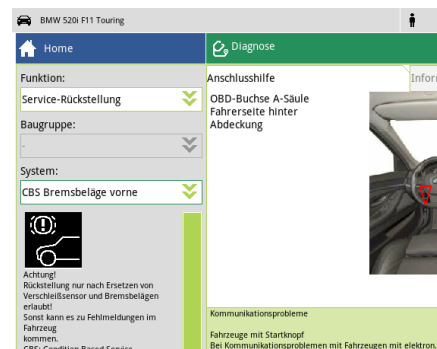 BMW 520i F11 Touring
Home
Diagnose
Funktion:
Service-Rückstellung
Baugruppe:
-
System:
CBS Bremsbeläge vorne
Achtung!
Rückstellung nur nach Ersetzen von
Verschleißsensor und Bremsbelägen
erlaubt!
Sonst kann es zu Fehlmeldungen im
Fahrzeug
kommen.
CBS: Condition Based Service
Anschlusshilfe
Infor
OBD-Buchse A-Säule
Fahrerseite hinter
Abdeckung
Kommunikationsprobleme
Fahrzeuge mit Startknopf
Bei Kommunikationsproblemen mit Fahrzeugen mit elektron.